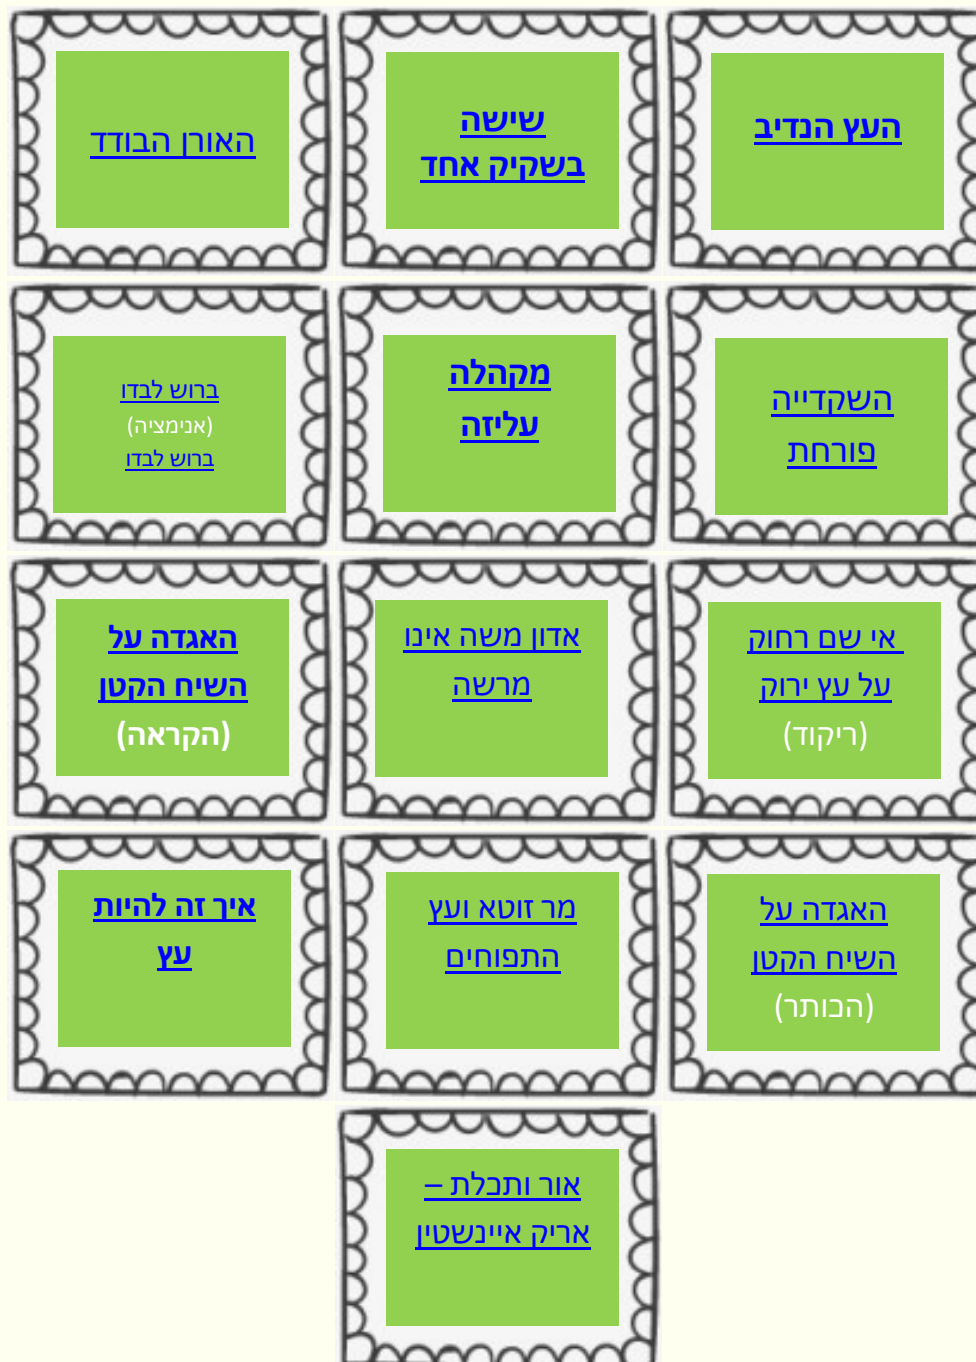 העץ הנדיב
שישה
בשקיק אחד
האורן הבודד
השקדייה
פורחת
מקהלה
עליזה
ברוש לבדו
(אנימציה)
ברוש לבדו
אי שם רחוק
על עץ ירוק
(ריקוד)
אדון משה אינו
מרשה
האגדה על
השיח הקטן
(הקראה)
האגדה על
השיח הקטן
(הכותר)
מר זוטא ועץ
התפוחים
איך זה להיות
עץ
אור ותכלת –
אריק איינשטין